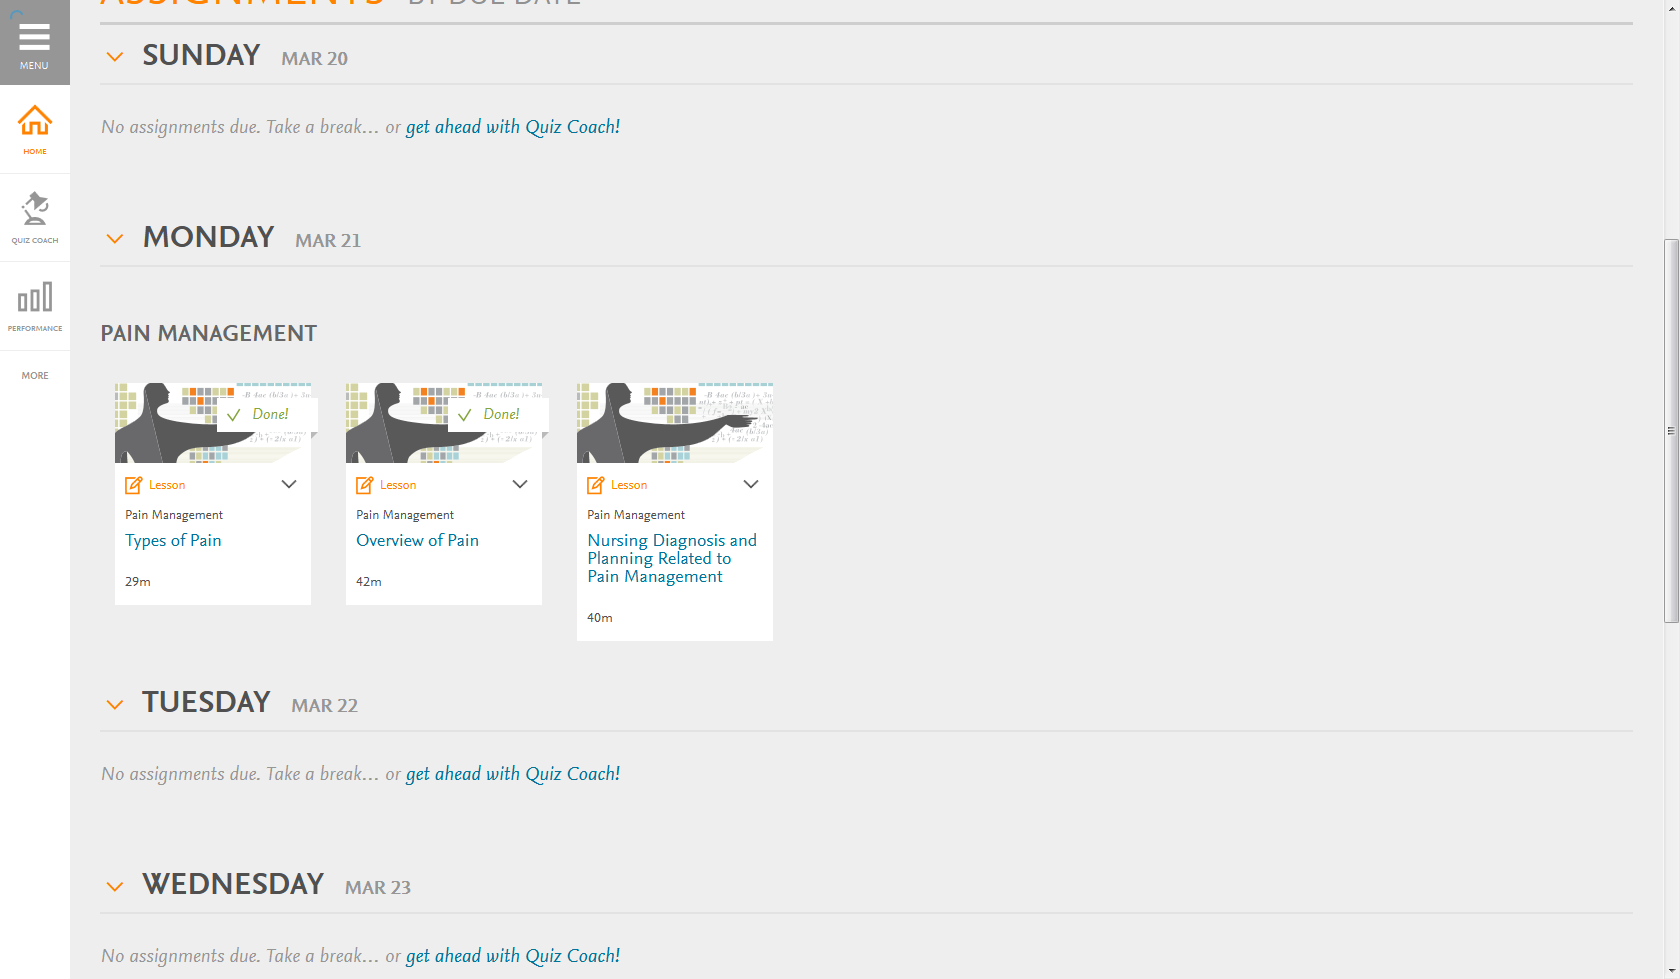 ASSIGNMENTS BY DUE DATE
MENU
HOME
QUIZ COACH
PERFORMANCE
MORE
SUNDAY MAR 20
No assignments due. Take a break... or get ahead with Quiz Coach!
MONDAY MAR 21
PAIN MANAGEMENT
Done!
Lesson
Pain Management
Types of Pain
29m
Done!
Lesson
Pain Management
Overview of Pain
42m
Lesson
Pain Management
Nursing Diagnosis and
Planning Related to
Pain Management
40m
TUESDAY MAR 22
No assignments due. Take a break... or get ahead with Quiz Coach!
WEDNESDAY MAR 23
No assignments due. Take a break... or get ahead with Quiz Coach!